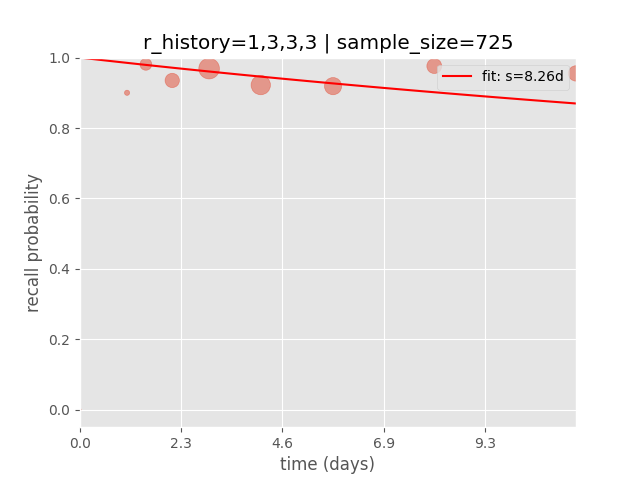 r_history=1,3,3,3 | sample_size=725
fit: s=8.26d
recall probability
1.0
0.8
0.6
0.4
0.2
0.0
0.0 2.3 4.6 6.9 9.3
time (days)